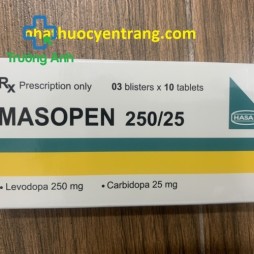 nhathuocyentrang.com
Trường Anh
Rx Prescription only 03 blisters x 10 tablets
MASOPEN 250/25
HASAN
• Levodopa 250 mg • Carbidopa 25 mg